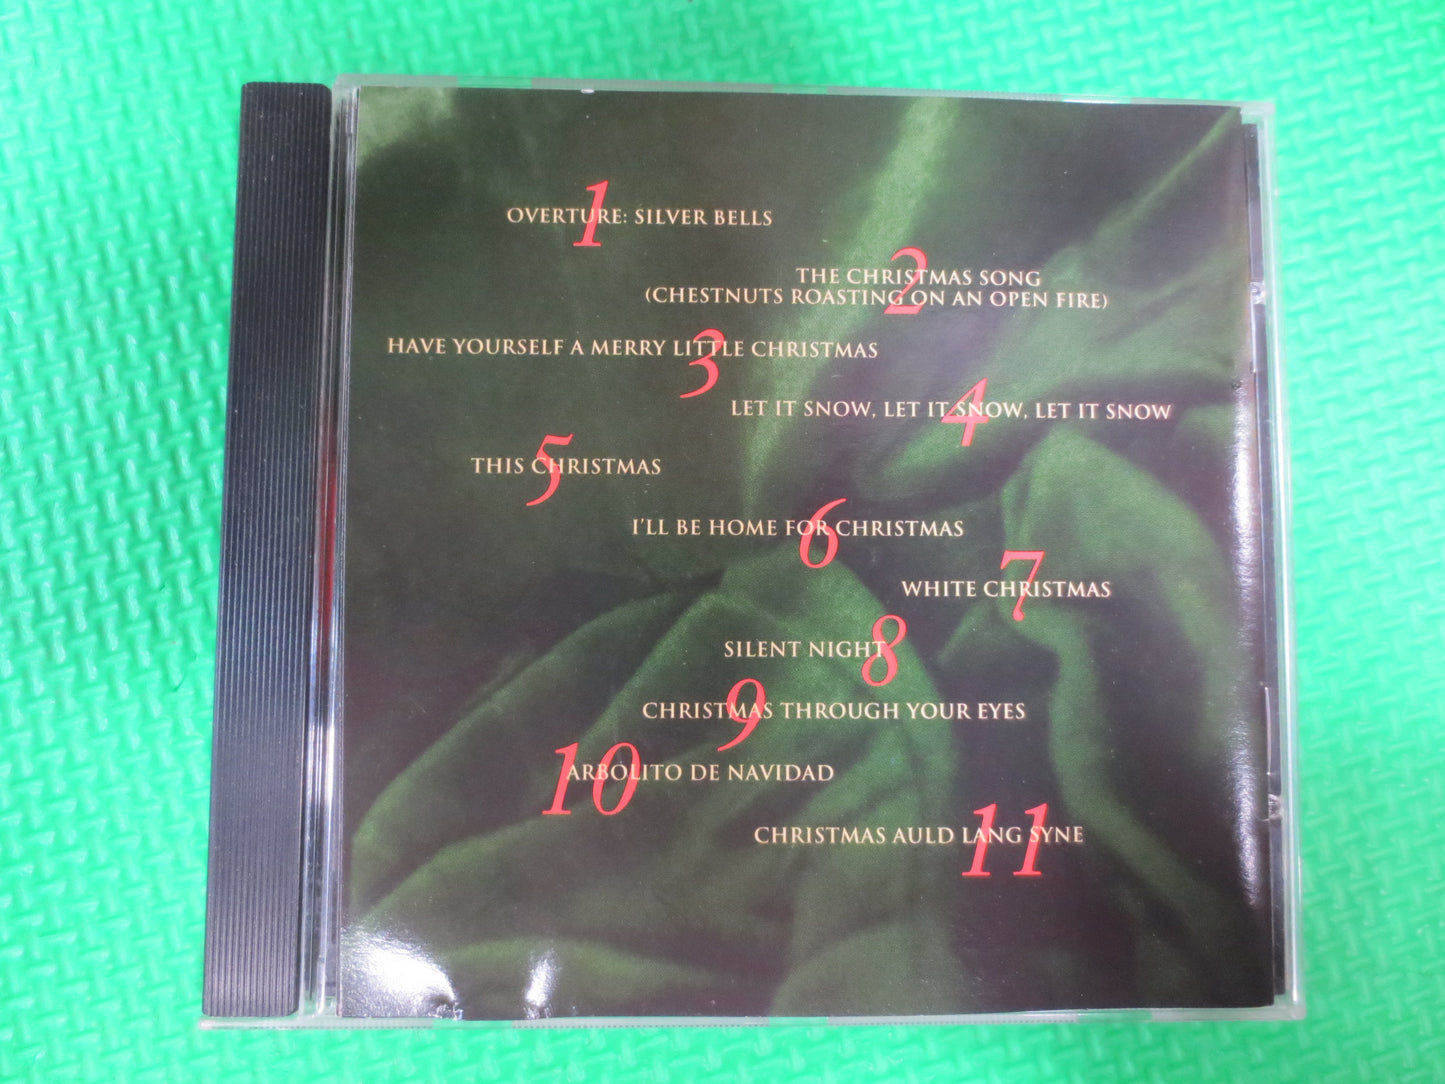 1
OVERTURE: SILVER BELLS
2
THE CHRISTMAS SONG
(CHESTNUTS ROASTING ON AN OPEN FIRE)
3
HAVE YOURSELF A MERRY LITTLE CHRISTMAS
4
LET IT SNOW, LET IT SNOW, LET IT SNOW
5
THIS CHRISTMAS
6
I'LL BE HOME FOR CHRISTMAS
7
WHITE CHRISTMAS
8
SILENT NIGHT
9
CHRISTMAS THROUGH YOUR EYES
10
ARBOLITO DE NAVIDAD
11
CHRISTMAS AULD LANG SYNE